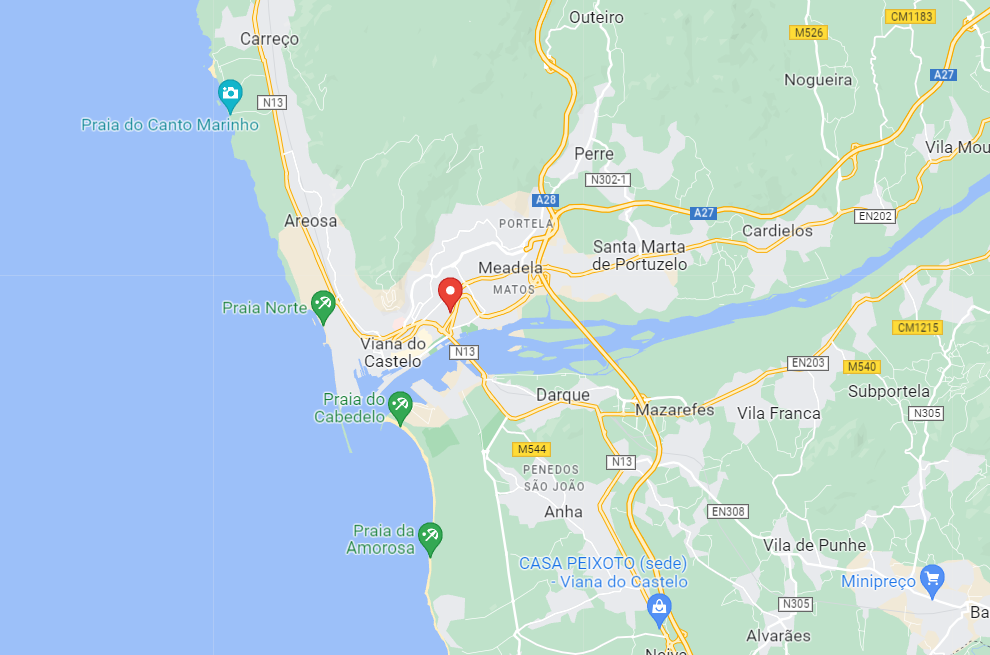 CM1183
Outeiro
M526
Carreço
A27
Nogueira
N13
Praia do Canto Marinho
Vila Mou
Perre
N302-1
A28
A27
EN202
Areosa
PORTELA
Cardielos
Santa Marta
de Portuzelo
Meadela
MATOS
Praia Norte
CM1215
Viana do
Castelo
N13
EN203
M540
Subportela
Darque
Praia do
Cabedelo
Mazarefes
Vila Franca
N305
M544
PENEDOS
SÃO JOÃO
N13
Anha
EN308
Praia da
Amorosa
Vila de Punhe
CASA PEIXOTO (sede)
- Viana do Castelo
Minipreço
N305
Ba
Alvarães